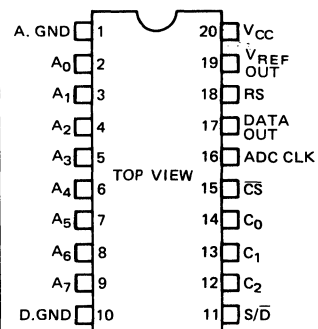 A. GND 1 20 VCC
A0 2 19 VREF OUT
A1 3 18 RS
A2 4 17 DATA OUT
A3 5 16 ADC CLK
TOP VIEW
A4 6 15 C̅S̅
A5 7 14 C0
A6 8 13 C1
A7 9 12 C2
D.GND 10 11 S/D̅